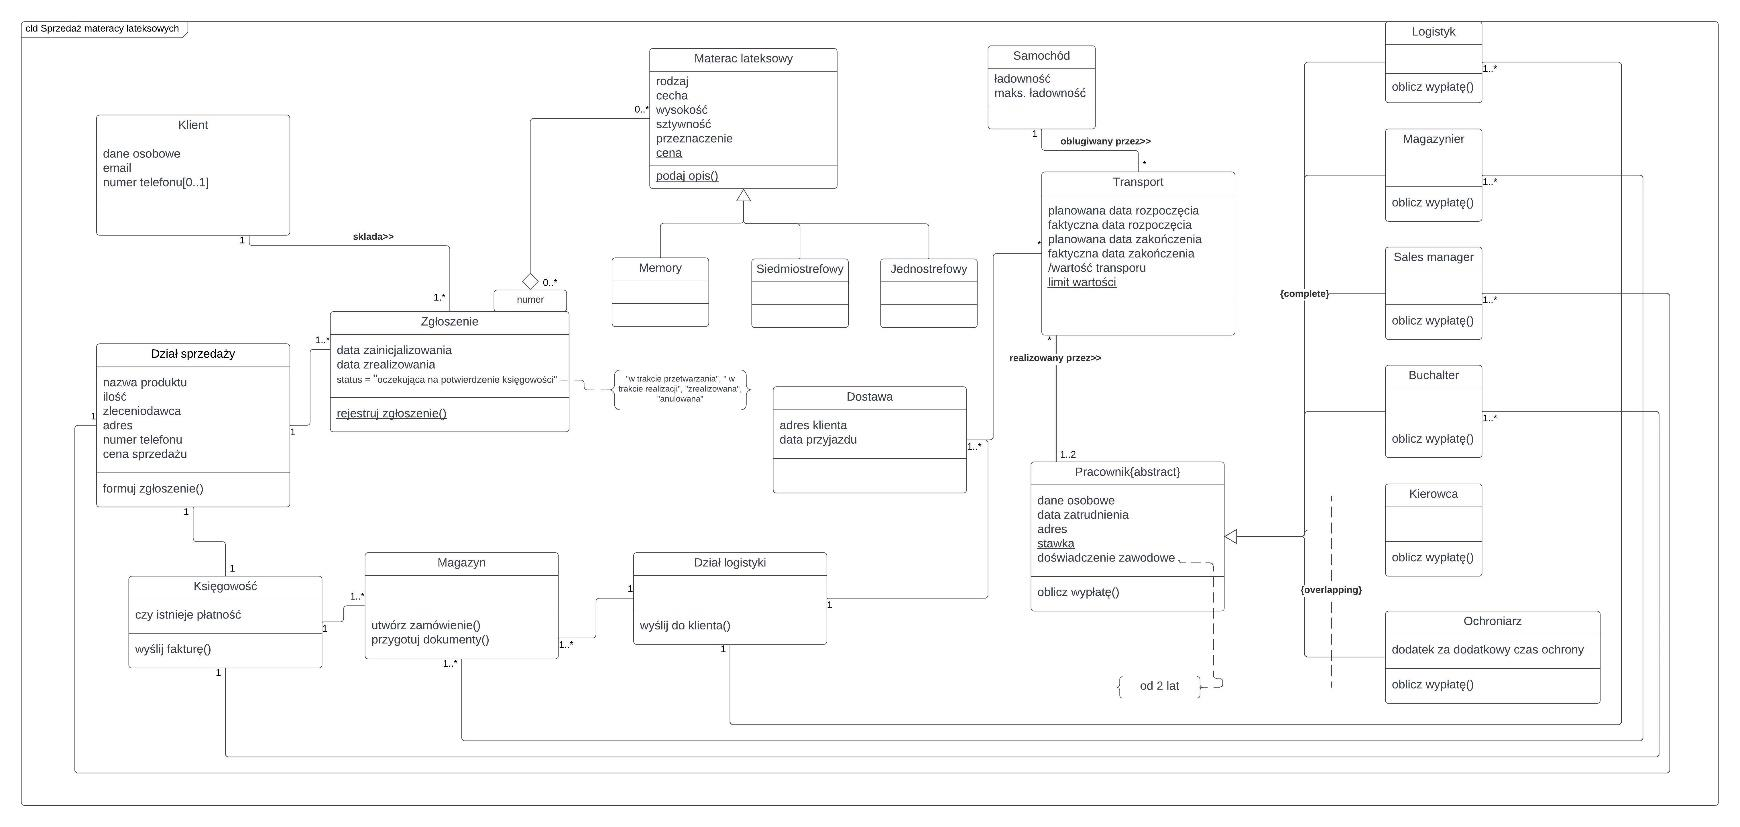 cld Sprzedaż materacy lateksowych
Klient
dane osobowe
email
numer telefonu[0..1]
1
składa>>
1.*
Materac lateksowy
rodzaj
cecha
wysokość
sztywność
przeznaczenie
cena
podaj opis()
0..*
0..*
numer
Memory
Siedmiostrefowy
Jednostrefowy
Samochód
ładowność
maks. ładowność
1
obługiwany przez>>
*
Transport
planowana data rozpoczęcia
faktyczna data rozpoczęcia
planowana data zakończenia
faktyczna data zakończenia
/wartość transporu
limit wartości
*
*
realizowany przez>>
1..2
Zgłoszenie
data zainicjalizowania
data zrealizowania
status = "oczekująca na potwierdzenie księgowości"
rejestruj zgłoszenie()
1..*
"w trakcie przetwarzania", " w
trakcie realizacji", "zrealizowana",
"anulowana"
Dział sprzedaży
nazwa produktu
ilość
zleceniodawca
adres
numer telefonu
cena sprzedażu
formuj zgłoszenie()
1
1
1
Dostawa
adres klienta
data przyjazdu
1..*
Pracownik{abstract}
dane osobowe
data zatrudnienia
adres
stawka
doświadczenie zawodowe
oblicz wypłatę()
{ od 2 lat }
Księgowość
czy istnieje płatność
wyślij fakturę()
1
1
1
Magazyn
utwórz zamówienie()
przygotuj dokumenty()
1..*
1..*
1..*
Dział logistyki
wyślij do klienta()
1
1
1
Logistyk
oblicz wypłatę()
1..*
Magazynier
oblicz wypłatę()
1..*
Sales manager
oblicz wypłatę()
1..*
{complete}
Buchalter
oblicz wypłatę()
1..*
Kierowca
oblicz wypłatę()
{overlapping}
Ochroniarz
dodatek za dodatkowy czas ochrony
oblicz wypłatę()